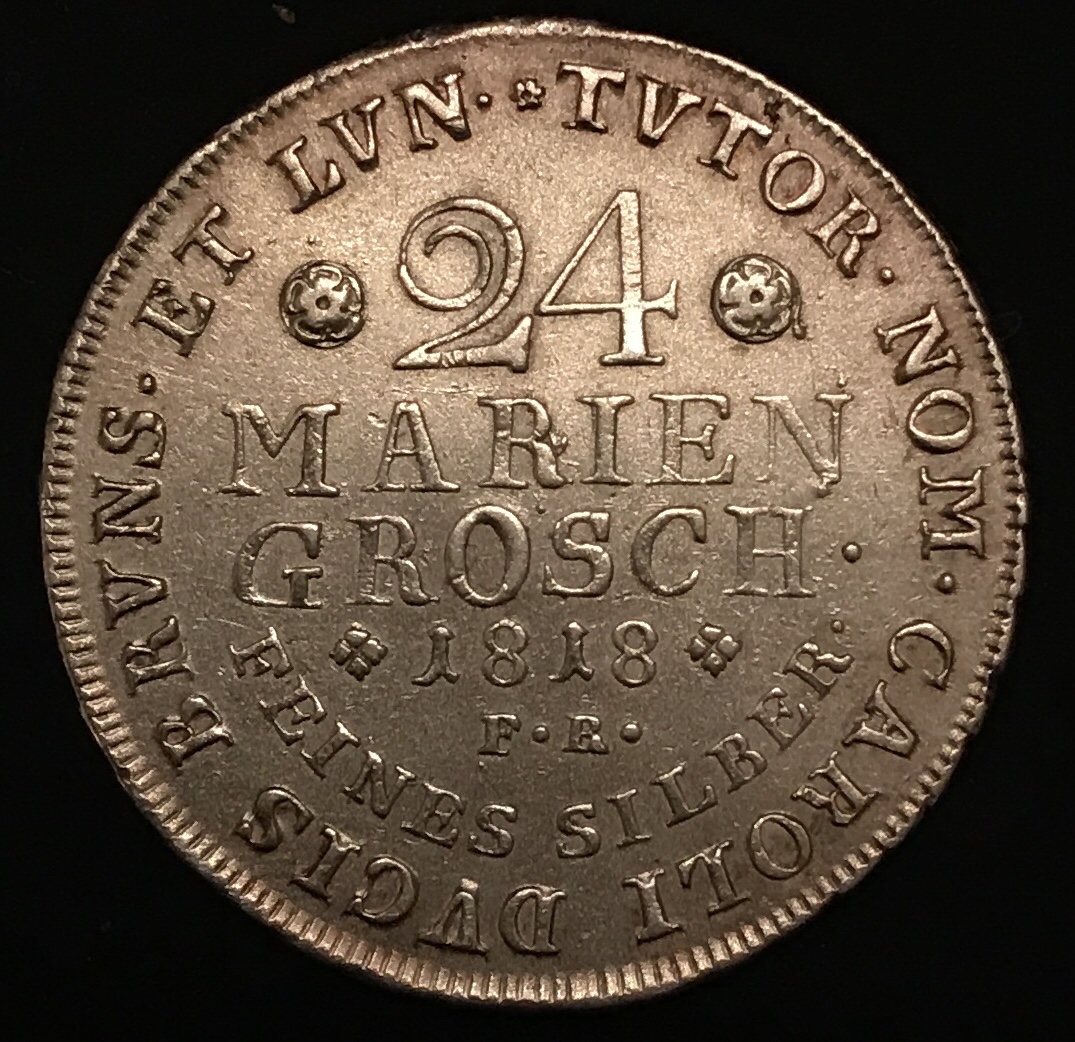 TVTOR· NOM· CAROLI DVCIS BRVNS· ET LVN·
24
MARIEN
GROSCH·
1818
F·R·
FEINES SILBER·